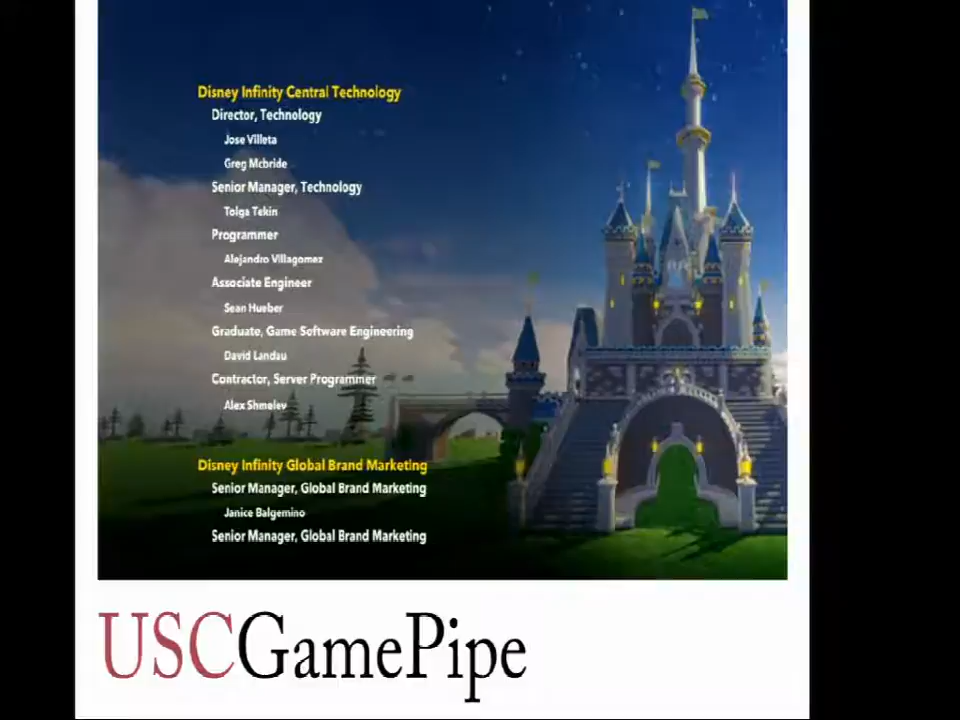 Disney Infinity Central Technology
Director, Technology
Jose Villeta
Greg Mcbride
Senior Manager, Technology
Tolga Tekin
Programmer
Alejandro Villagomez
Associate Engineer
Sean Hueber
Graduate, Game Software Engineering
David Landau
Contractor, Server Programmer
Alex Shmelev
Disney Infinity Global Brand Marketing
Senior Manager, Global Brand Marketing
Janice Balgemino
Senior Manager, Global Brand Marketing
USCGamePipe